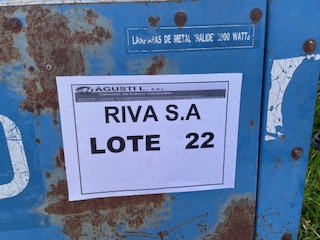 LAMPARAS DE METAL "HALIDE" 2000 WATTS
AGUSTI L. S.R.L.
RIVA S.A
LOTE 22